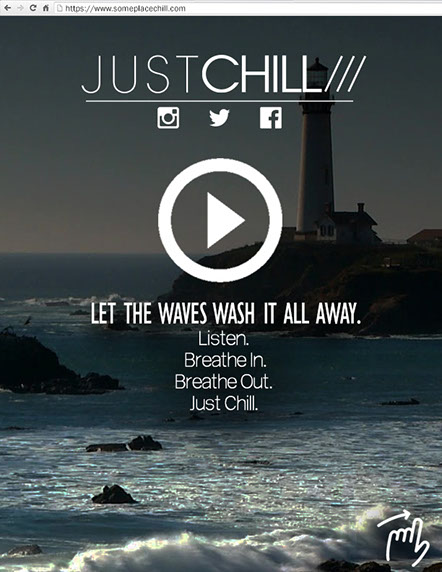 https://www.someplacechill.com
JUSTCHILL///
LET THE WAVES WASH IT ALL AWAY.
Listen.
Breathe In.
Breathe Out.
Just Chill.